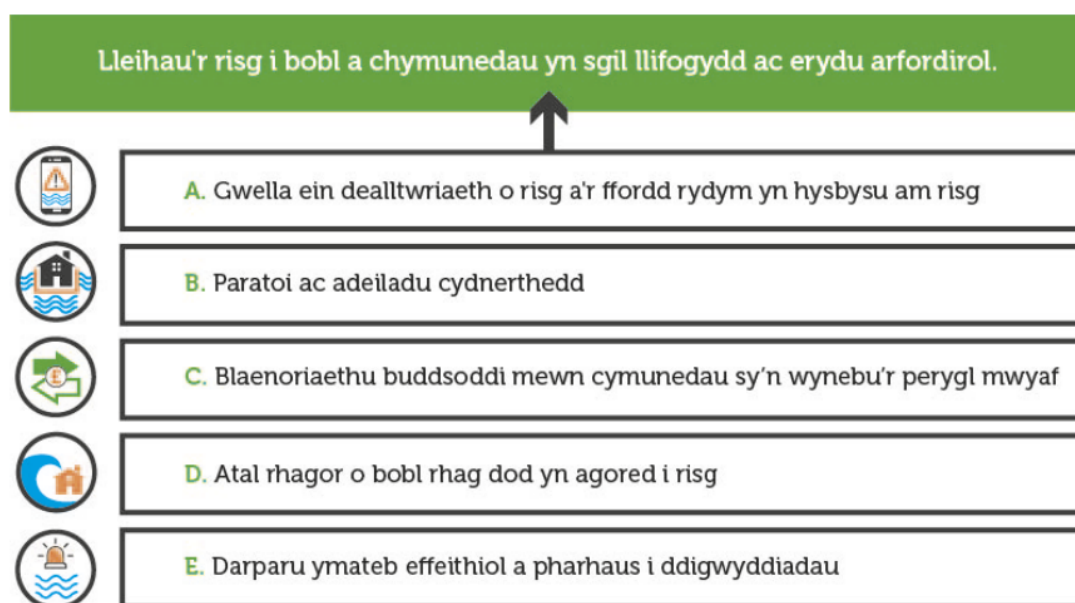 Lleihau'r risg i bobl a chymunedau yn sgil llifogydd ac erydu arfordirol.
A. Gwella ein dealltwriaeth o risg a'r ffordd rydym yn hysbysu am risg
B. Paratoi ac adeiladu cydnerthedd
C. Blaenoriaethu buddsoddi mewn cymunedau sy'n wynebu'r perygl mwyaf
D. Atal rhagor o bobl rhag dod yn agored i risg
E. Darparu ymateb effeithiol a pharhaus i ddigwyddiadau